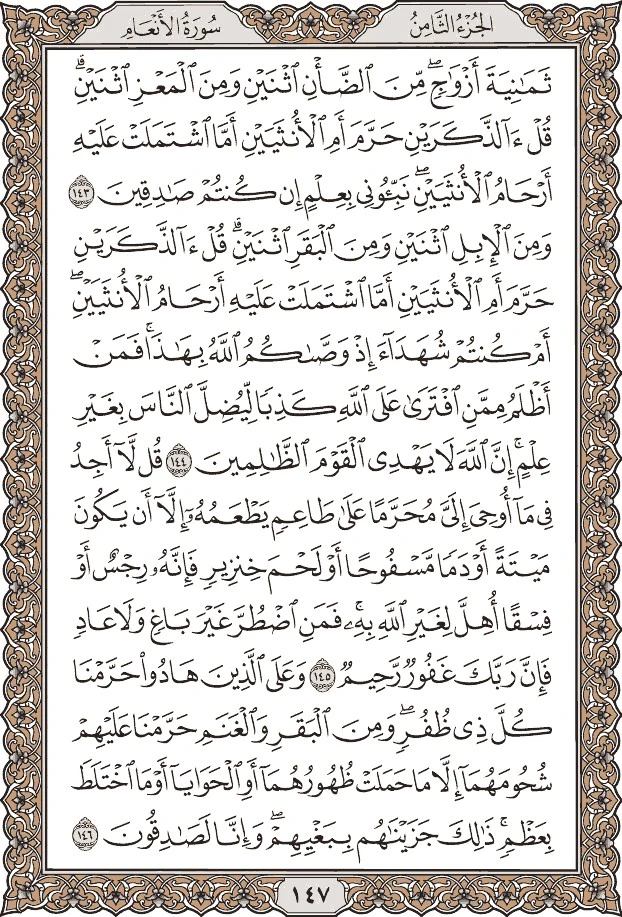 الجُزْءُ الثَّامِنُ
سُورَةُ الأَنْعَامِ
ثَمَٰنِيَةَ أَزْوَٰجٖۖ مِّنَ ٱلضَّأْنِ ٱثْنَيْنِ وَمِنَ ٱلْمَعْزِ ٱثْنَيْنِۗ
قُلْ ءَآلذَّكَرَيْنِ حَرَّمَ أَمِ ٱلْأُنثَيَيْنِ أَمَّا ٱشْتَمَلَتْ عَلَيْهِ
أَرْحَامُ ٱلْأُنثَيَيْنِۖ نَبِّـُٔونِي بِعِلْمٍ إِن كُنتُمْ صَٰدِقِينَ ١٤٣
وَمِنَ ٱلْإِبِلِ ٱثْنَيْنِ وَمِنَ ٱلْبَقَرِ ٱثْنَيْنِۗ قُلْ ءَآلذَّكَرَيْنِ
حَرَّمَ أَمِ ٱلْأُنثَيَيْنِ أَمَّا ٱشْتَمَلَتْ عَلَيْهِ أَرْحَامُ ٱلْأُنثَيَيْنِۖ
أَمْ كُنتُمْ شُهَدَآءَ إِذْ وَصَّىٰكُمُ ٱللَّهُ بِهَٰذَاۚ فَمَنْ
أَظْلَمُ مِمَّنِ ٱفْتَرَىٰ عَلَى ٱللَّهِ كَذِبًا لِّيُضِلَّ ٱلنَّاسَ بِغَيْرِ
عِلْمٍۚ إِنَّ ٱللَّهَ لَا يَهْدِي ٱلْقَوْمَ ٱلظَّٰلِمِينَ ١٤٤ قُل لَّآ أَجِدُ
فِي مَآ أُوحِيَ إِلَيَّ مُحَرَّمًا عَلَىٰ طَاعِمٍ يَطْعَمُهُۥٓ إِلَّآ أَن يَكُونَ
مَيْتَةً أَوْ دَمًا مَّسْفُوحًا أَوْ لَحْمَ خِنزِيرٍ فَإِنَّهُۥ رِجْسٌ أَوْ
فِسْقًا أُهِلَّ لِغَيْرِ ٱللَّهِ بِهِۦۚ فَمَنِ ٱضْطُرَّ غَيْرَ بَاغٍ وَلَا عَادٍ
فَإِنَّ رَبَّكَ غَفُورٌ رَّحِيمٌ ١٤٥ وَعَلَى ٱلَّذِينَ هَادُوا۟ حَرَّمْنَا
كُلَّ ذِي ظُفُرٍۖ وَمِنَ ٱلْبَقَرِ وَٱلْغَنَمِ حَرَّمْنَا عَلَيْهِمْ
شُحُومَهُمَآ إِلَّا مَا حَمَلَتْ ظُهُورُهُمَآ أَوِ ٱلْحَوَايَآ أَوْ مَا ٱخْتَلَطَ
بِعَظْمٍۚ ذَٰلِكَ جَزَيْنَٰهُم بِبَغْيِهِمْۖ وَإِنَّا لَصَٰدِقُونَ ١٤٦
١٤٧